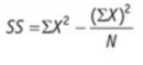 SS = ΣX² − (ΣX)² / N